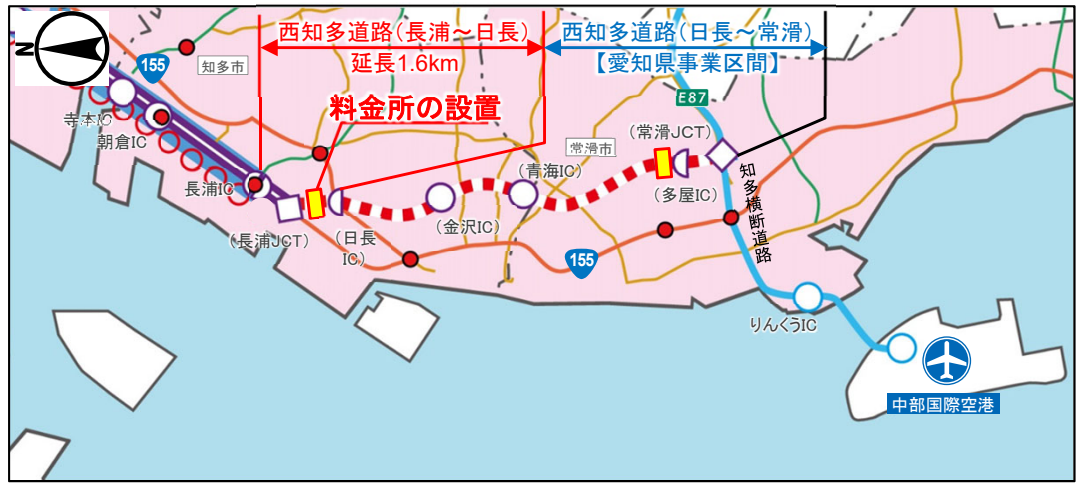 N
155
知多市
西知多道路(長浦～日長)
延長1.6km
西知多道路(日長～常滑)
【愛知県事業区間】
料金所の設置
E87
寺本IC
朝倉IC
長浦IC
(長浦JCT)
(日長
IC)
(金沢IC)
(青海IC)
常滑市
(常滑JCT)
(多屋IC)
知多横断道路
155
りんくうIC
中部国際空港